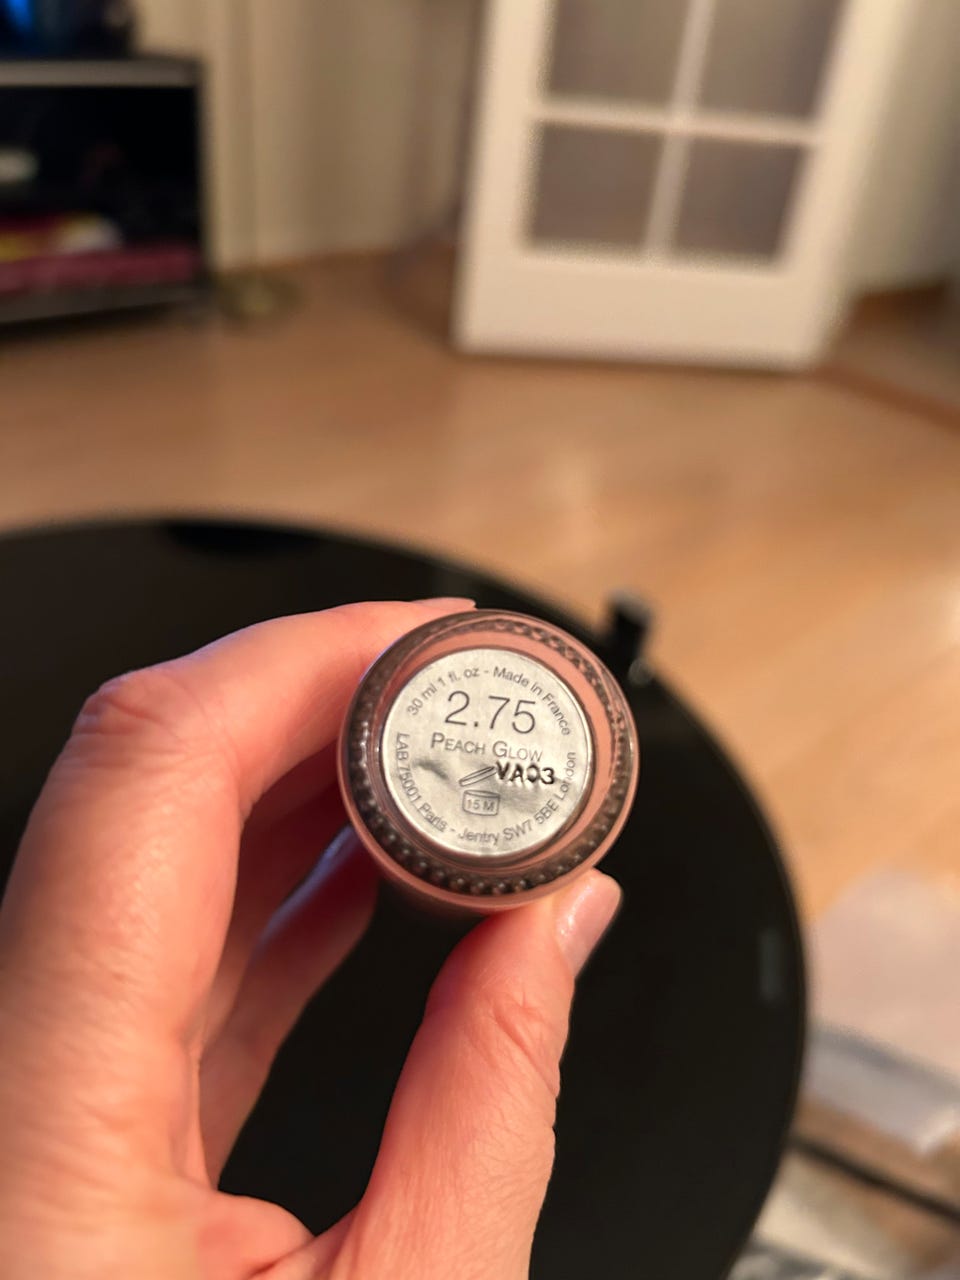 30 ml 1 fl. oz - Made in France
2.75
PEACH GLOW
VA03
15 M
LAB 75001 Paris - Jentry SW7 5BE London